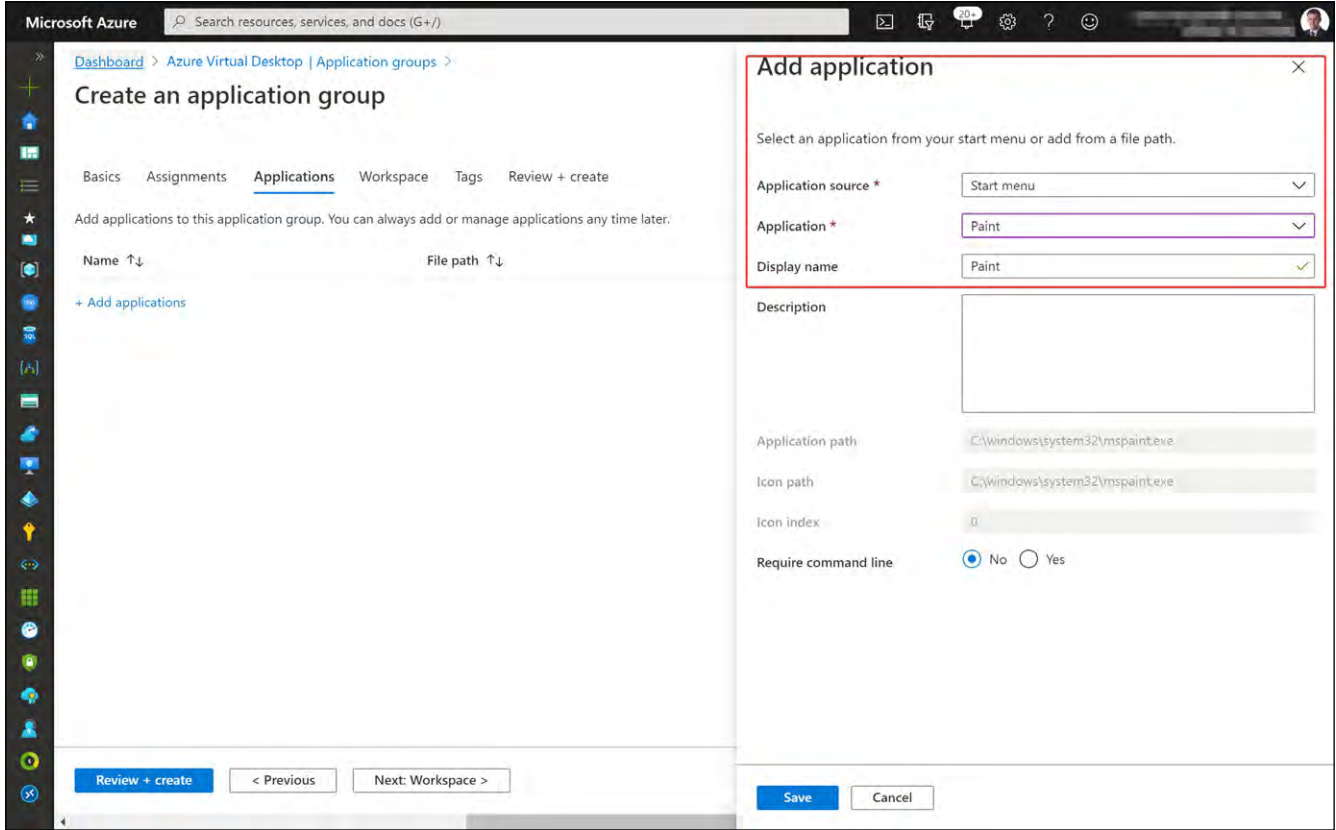 Microsoft Azure
Search resources, services, and docs (G+/)
20+
Dashboard > Azure Virtual Desktop | Application groups >
Create an application group
Basics Assignments Applications Workspace Tags Review + create
Add applications to this application group. You can always add or manage applications any time later.
Name ↑↓ File path ↑↓
+ Add applications
Review + create < Previous Next: Workspace >
Add application
Select an application from your start menu or add from a file path.
Application source * Start menu
Application * Paint
Display name Paint
Description
Application path C:\windows\system32\mspaint.exe
Icon path C:\windows\system32\mspaint.exe
Icon index 0
Require command line No Yes
Save Cancel